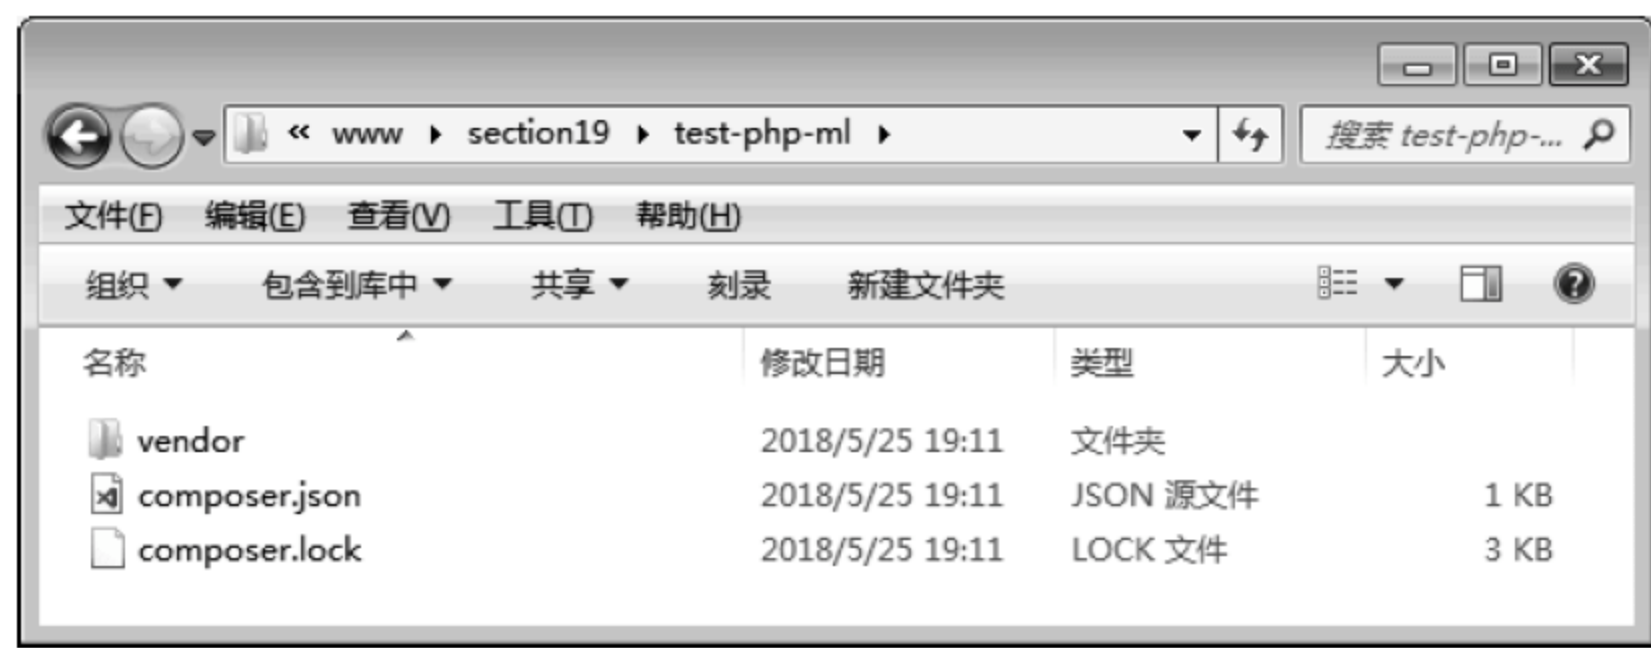 « www ▸ section19 ▸ test-php-ml ▸ 搜索 test-php-...
文件(F) 编辑(E) 查看(V) 工具(T) 帮助(H)
组织 ▼ 包含到库中 ▼ 共享 ▼ 刻录 新建文件夹
名称 修改日期 类型 大小
vendor 2018/5/25 19:11 文件夹
composer.json 2018/5/25 19:11 JSON 源文件 1 KB
composer.lock 2018/5/25 19:11 LOCK 文件 3 KB